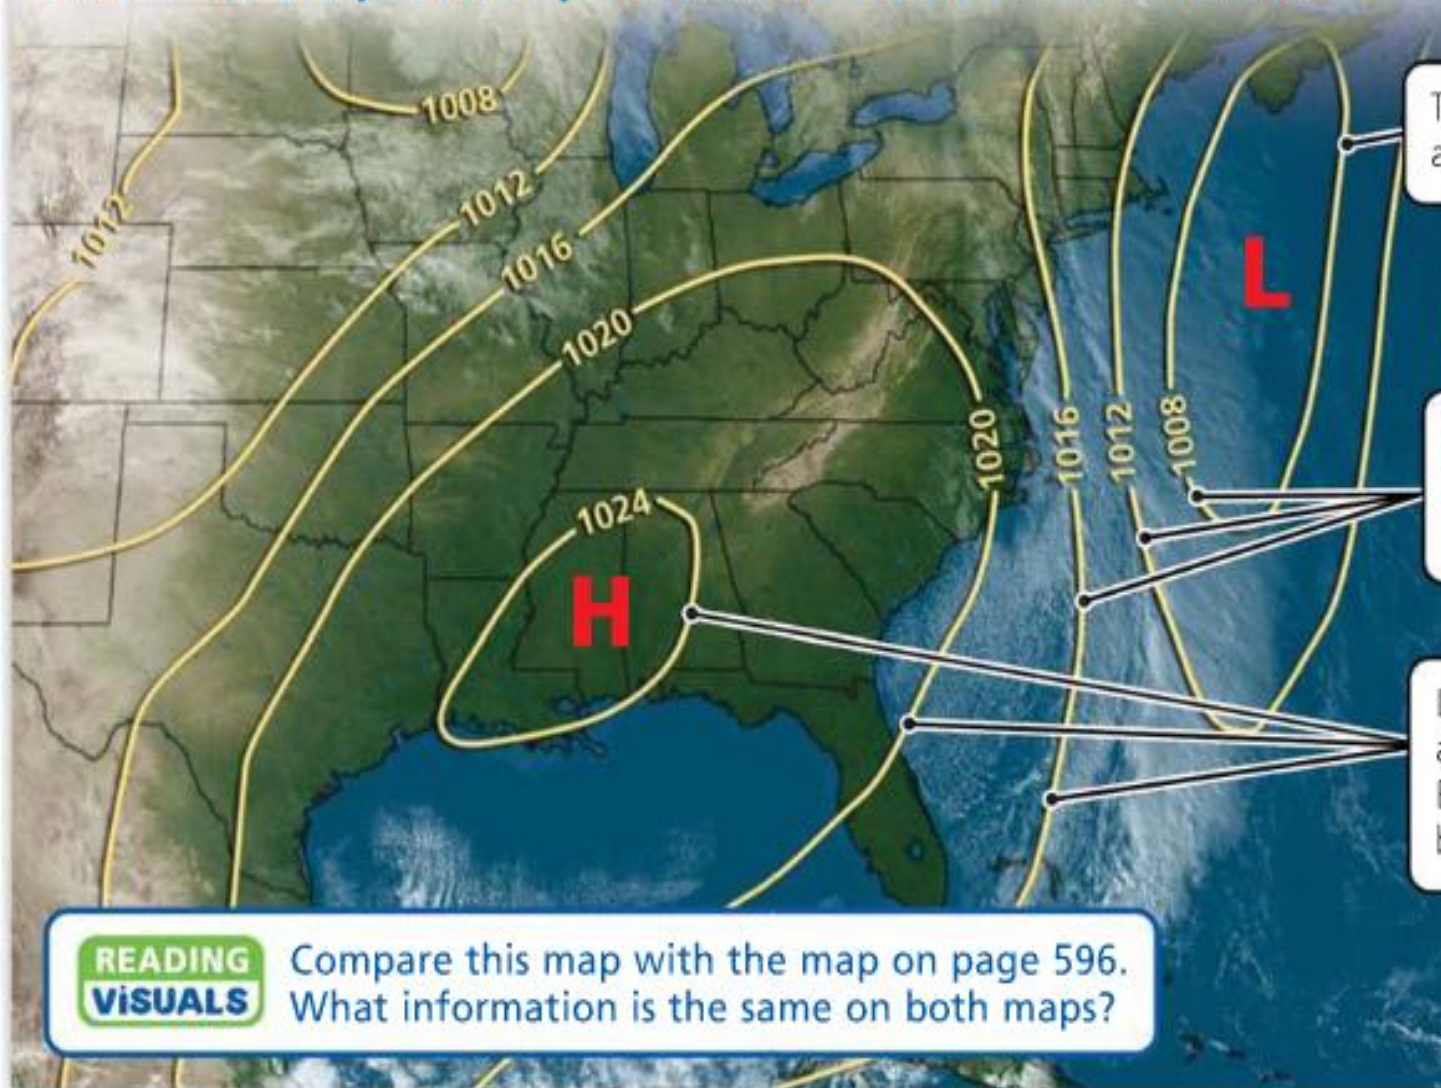 1008
1012
1012
1016
1020
1024
H
L
1020
1016
1012
1008
READING
ViSUALS
Compare this map with the map on page 596.
What information is the same on both maps?